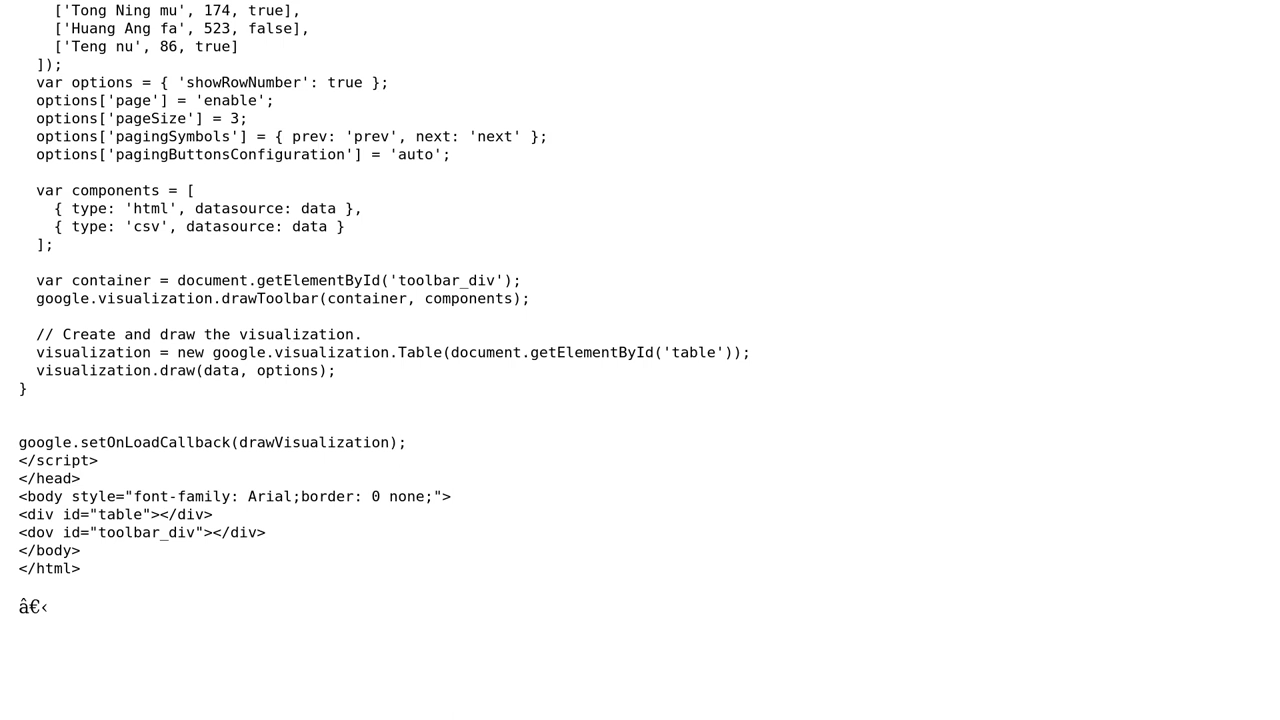 ['Tong Ning mu', 174, true],
    ['Huang Ang fa', 523, false],
    ['Teng nu', 86, true]
  ]);
  var options = { 'showRowNumber': true };
  options['page'] = 'enable';
  options['pageSize'] = 3;
  options['pagingSymbols'] = { prev: 'prev', next: 'next' };
  options['pagingButtonsConfiguration'] = 'auto';

  var components = [
    { type: 'html', datasource: data },
    { type: 'csv', datasource: data }
  ];

  var container = document.getElementById('toolbar_div');
  google.visualization.drawToolbar(container, components);

  // Create and draw the visualization.
  visualization = new google.visualization.Table(document.getElementById('table'));
  visualization.draw(data, options);
}


google.setOnLoadCallback(drawVisualization);
</script>
</head>
<body style="font-family: Arial;border: 0 none;">
<div id="table"></div>
<dov id="toolbar_div"></div>
</body>
</html>

â€‹